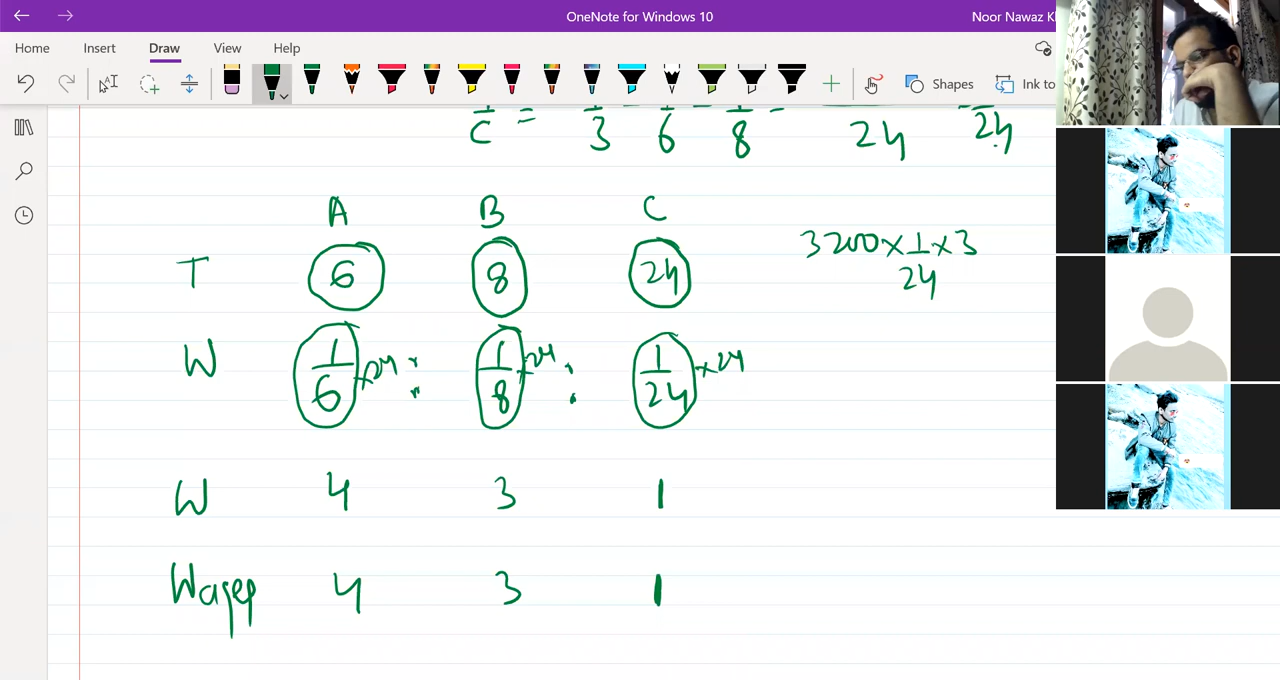 OneNote for Windows 10
Noor Nawaz Kh
Home Insert Draw View Help
Shapes Ink to
1/C = 1/3 - 1/6 - 1/8 = /24 /24
A B C
T 6 8 24
3200 × 1/24 × 3
W 1/6 ×24 : 1/8 ×24 : 1/24 ×24
W 4 3 1
Wages 4 3 1